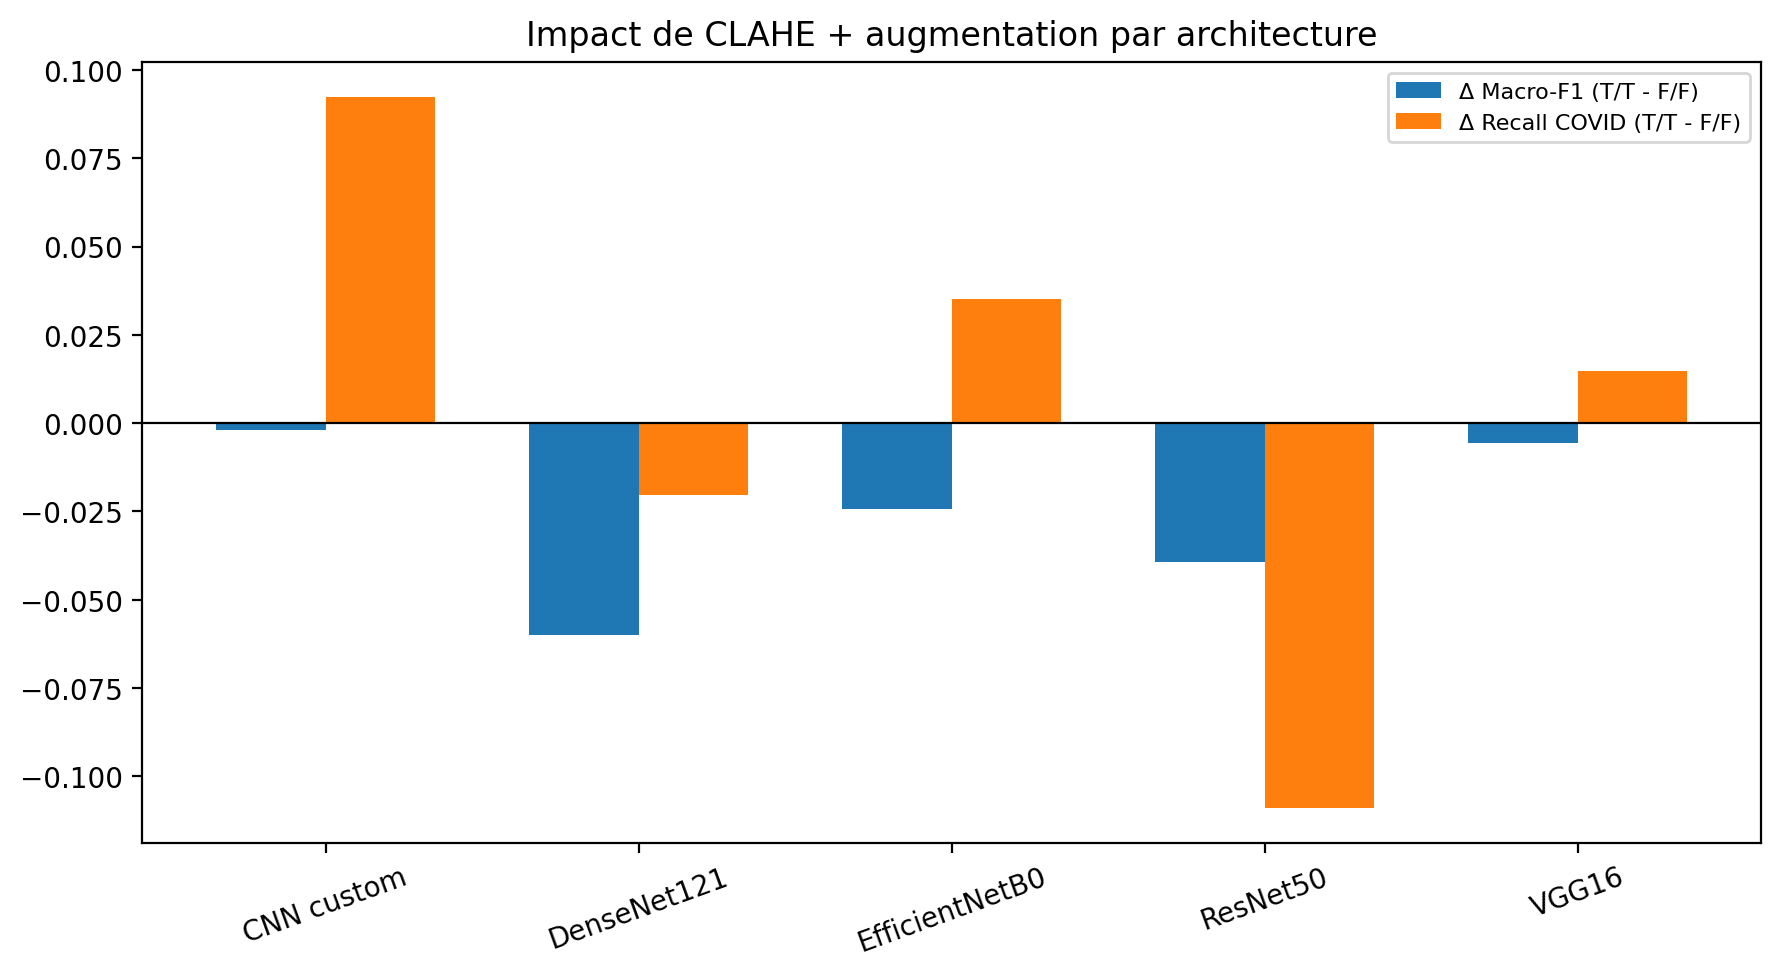 Impact de CLAHE + augmentation par architecture
Δ Macro-F1 (T/T - F/F)
Δ Recall COVID (T/T - F/F)
0.100
0.075
0.050
0.025
0.000
−0.025
−0.050
−0.075
−0.100
CNN custom
DenseNet121
EfficientNetB0
ResNet50
VGG16